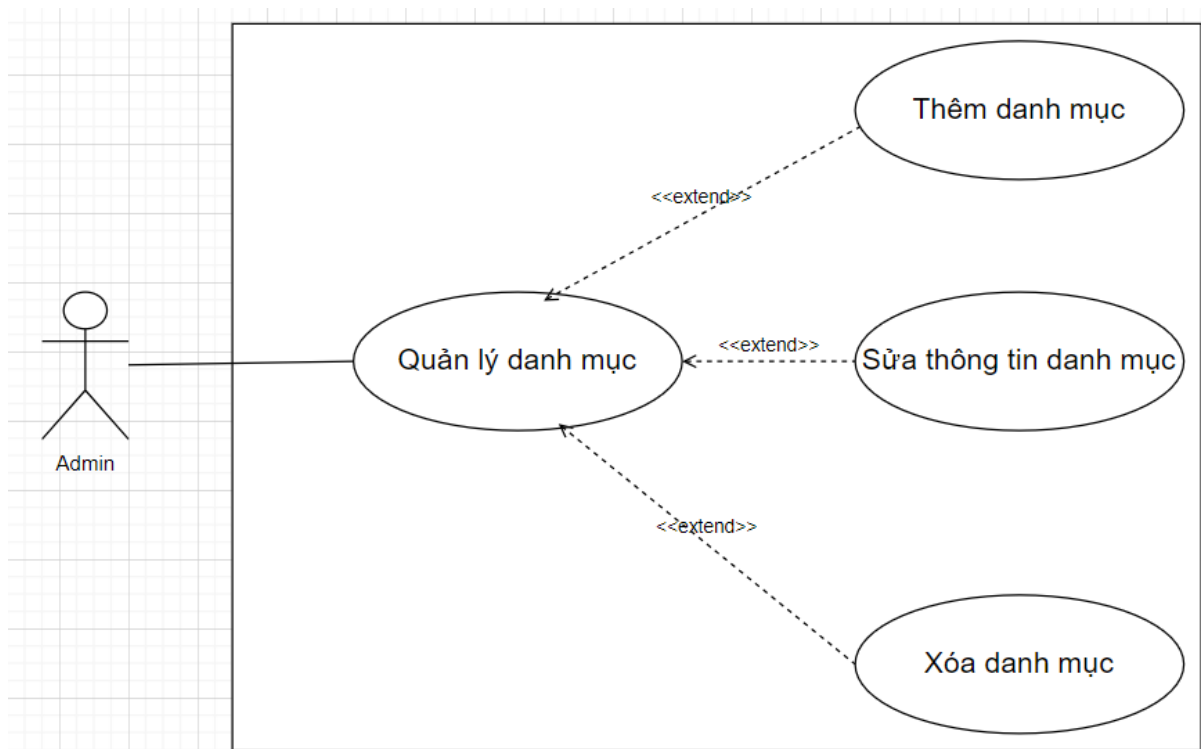 Thêm danh mục
<<extend>>
<<extend>>
Quản lý danh mục
Sửa thông tin danh mục
Admin
<<extend>>
Xóa danh mục